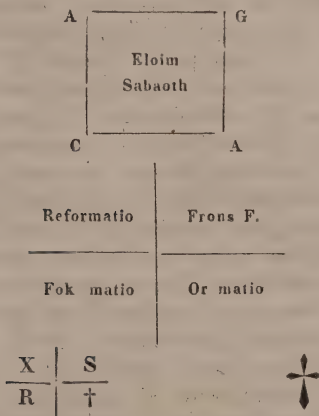 A G
Eloim
Sabaoth
C A
Reformatio Frons F.
Fok matio Or matio
X S
R †